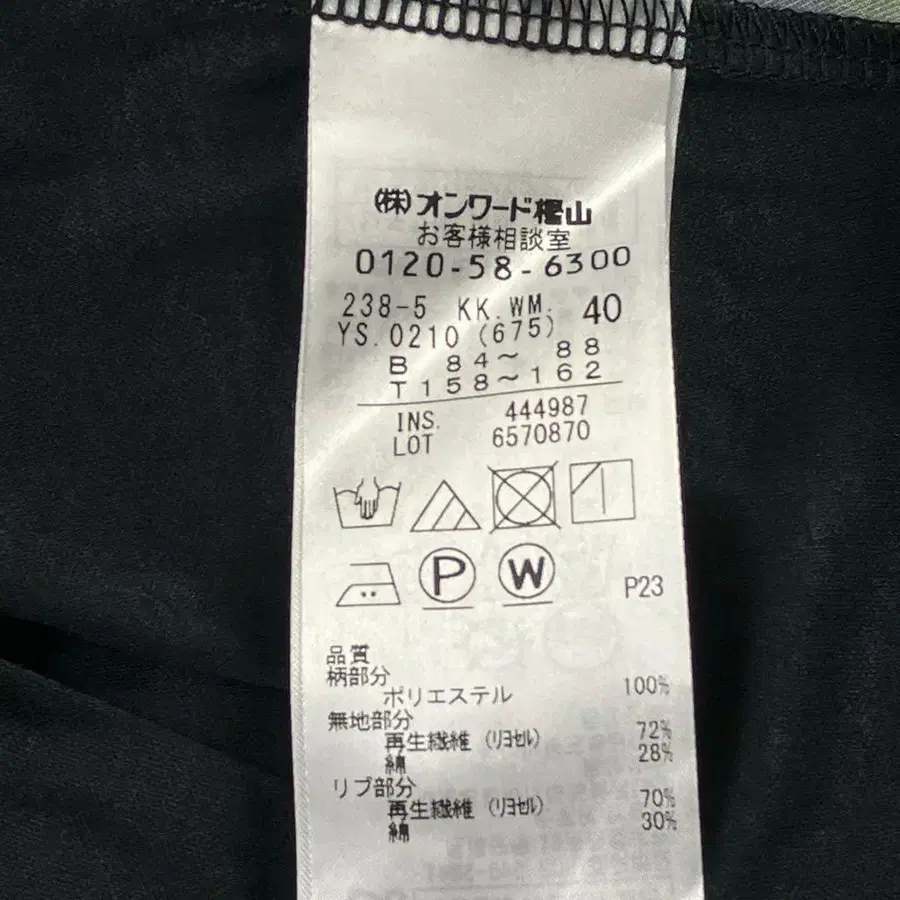 (株)オンワード樫山
お客様相談室
0120-58-6300
238-5 KK.WM. 40
YS.0210 (675)
B 84～ 88
T 158～162
INS. 444987
LOT 6570870
P W P23
品質
柄部分
ポリエステル 100%
無地部分
再生繊維 (リヨセル) 72%
綿 28%
リブ部分
再生繊維 (リヨセル) 70%
綿 30%